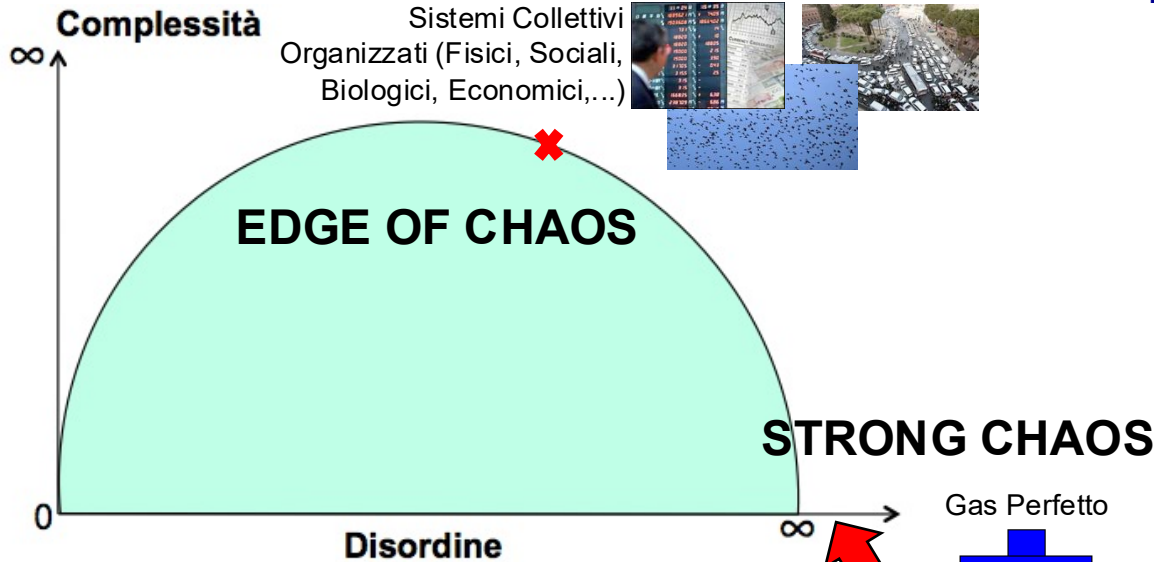 Complessità
∞
Sistemi Collettivi
Organizzati (Fisici, Sociali,
Biologici, Economici,...)
EDGE OF CHAOS
STRONG CHAOS
Gas Perfetto
0
∞
Disordine